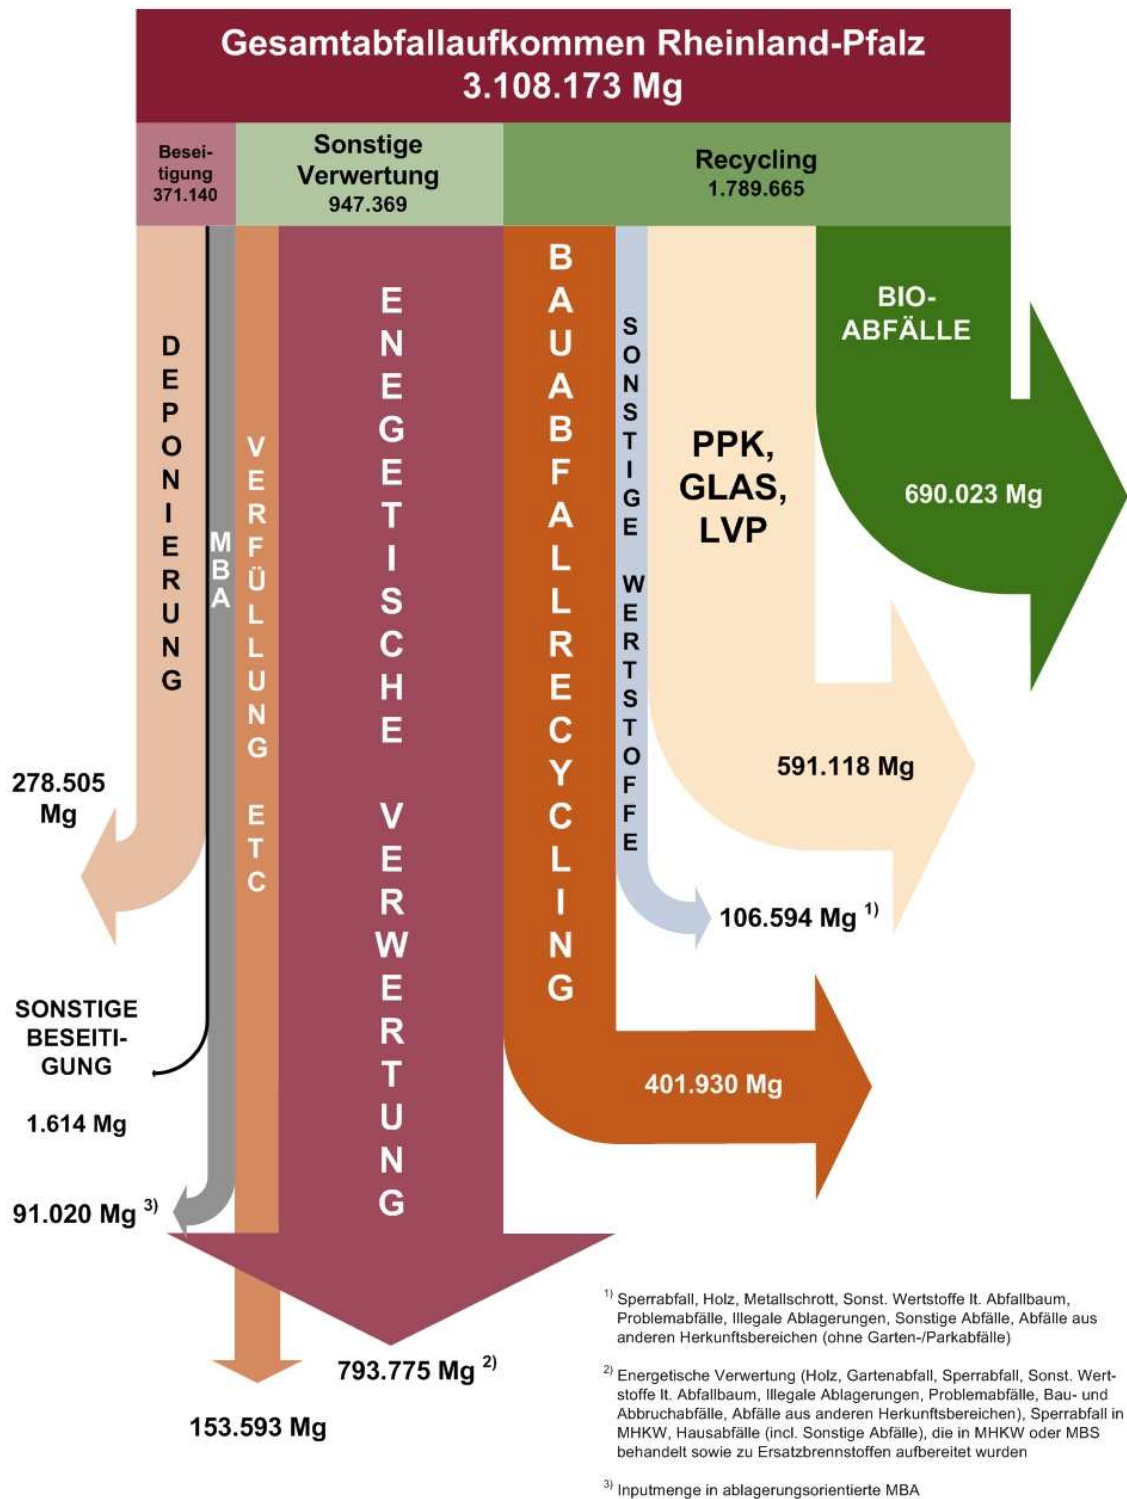 Gesamtabfallaufkommen Rheinland-Pfalz
3.108.173 Mg
Besei-
tigung
371.140
Sonstige
Verwertung
947.369
Recycling
1.789.665
DEPONIERUNG
MBA
VERFÜLLUNG ETC
ENEGETISCHE VERWERTUNG
BAUABFALLRECYCLING
SONSTIGE WERTSTOFFE
PPK,
GLAS,
LVP
BIO-
ABFÄLLE
690.023 Mg
591.118 Mg
278.505
Mg
106.594 Mg 1)
SONSTIGE
BESEITI-
GUNG
1.614 Mg
401.930 Mg
91.020 Mg 3)
793.775 Mg 2)
153.593 Mg
1) Sperrabfall, Holz, Metallschrott, Sonst. Wertstoffe lt. Abfallbaum,
Problemabfälle, Illegale Ablagerungen, Sonstige Abfälle, Abfälle aus
anderen Herkunftsbereichen (ohne Garten-/Parkabfälle)
2) Energetische Verwertung (Holz, Gartenabfall, Sperrabfall, Sonst. Wert-
stoffe lt. Abfallbaum, Illegale Ablagerungen, Problemabfälle, Bau- und
Abbruchabfälle, Abfälle aus anderen Herkunftsbereichen), Sperrabfall in
MHKW, Hausabfälle (incl. Sonstige Abfälle), die in MHKW oder MBS
behandelt sowie zu Ersatzbrennstoffen aufbereitet wurden
3) Inputmenge in ablagerungsorientierte MBA